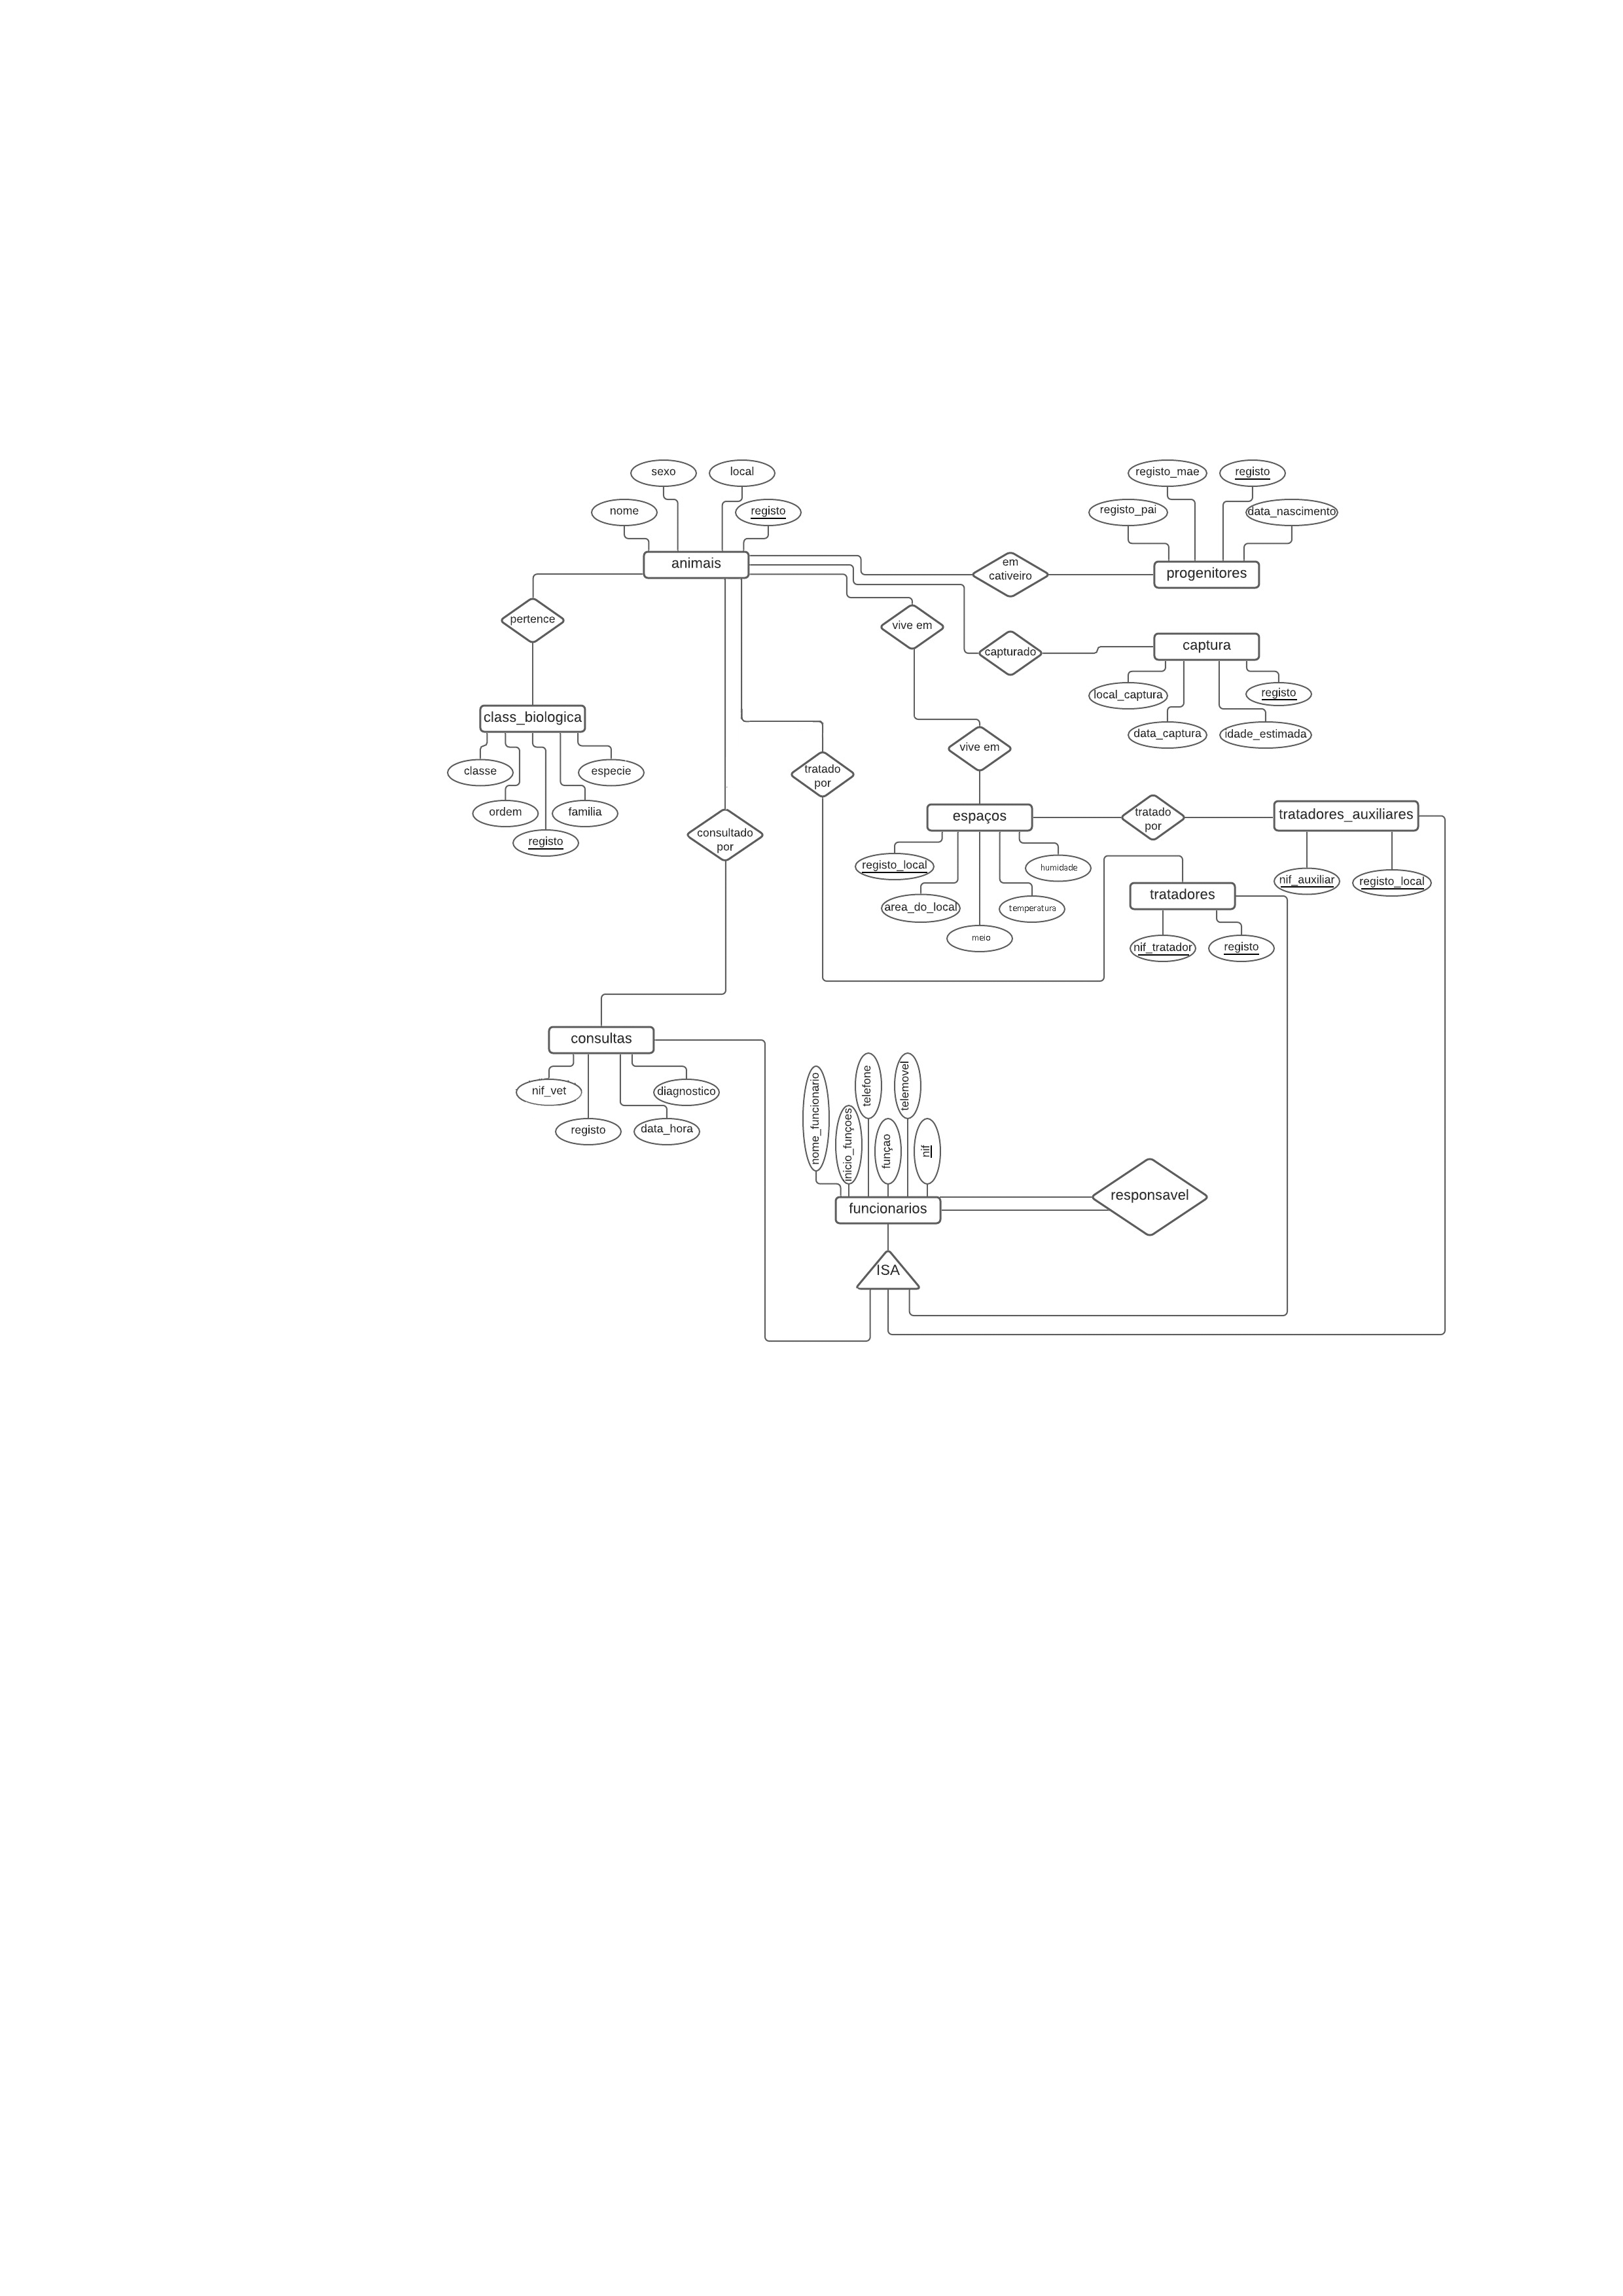 sexo
local
registo_mae
registo
nome
registo
registo_pai
data_nascimento
animais
em
cativeiro
progenitores
pertence
vive em
capturado
captura
local_captura
registo
class_biologica
data_captura
idade_estimada
vive em
classe
especie
tratado
por
ordem
familia
espaços
tratado
por
tratadores_auxiliares
consultado
por
registo
registo_local
humidade
nif_auxiliar
registo_local
tratadores
area_do_local
temperatura
meio
nif_tratador
registo
consultas
nif_vet
diagnostico
registo
data_hora
nome_funcionario
inicio_funçoes
telefone
funçao
telemovel
nif
funcionarios
responsavel
ISA